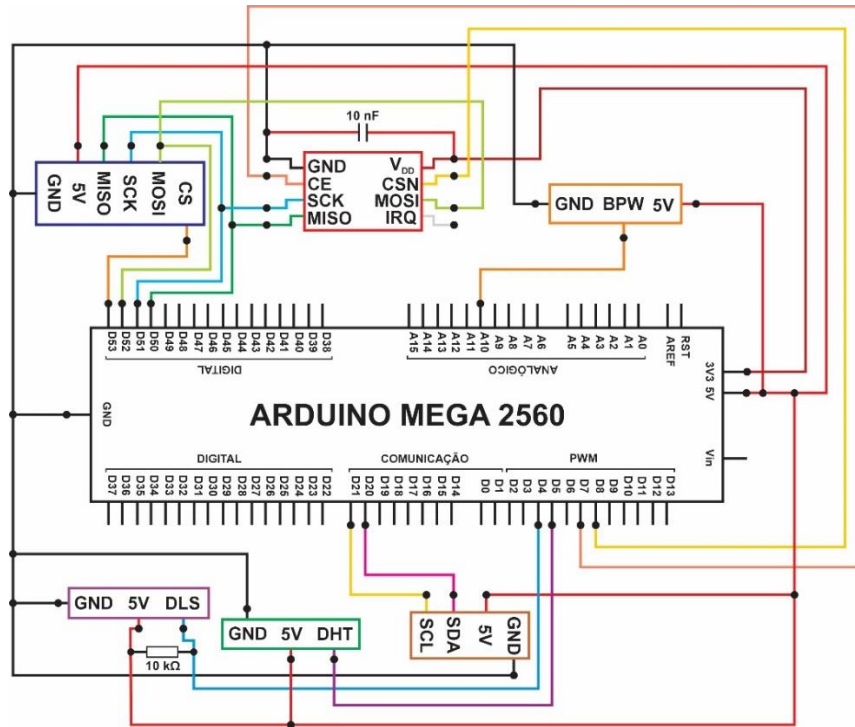 10 nF
GND
5V
MISO
SCK
MOSI
CS
GND
CE
SCK
MISO
V_DD
CSN
MOSI
IRQ
GND BPW 5V
D53 D52 D51 D50 D49 D48 D47 D46 D45 D44 D43 D42 D41 D40 D39 D38
DIGITAL
A15 A14 A13 A12 A11 A10 A9 A8 A7 A6 A5 A4 A3 A2 A1 A0
ANALÓGICO
AREF
RST
3V3
5V
Vin
GND
ARDUINO MEGA 2560
DIGITAL
D37 D36 D35 D34 D33 D32 D31 D30 D29 D28 D27 D26 D25 D24 D23 D22
COMUNICAÇÃO
D21 D20 D19 D18 D17 D16 D15 D14 D0 D1
PWM
D2 D3 D4 D5 D6 D7 D8 D9 D10 D11 D12 D13
GND 5V DLS
10 kΩ
GND 5V DHT
SCL
SDA
5V
GND